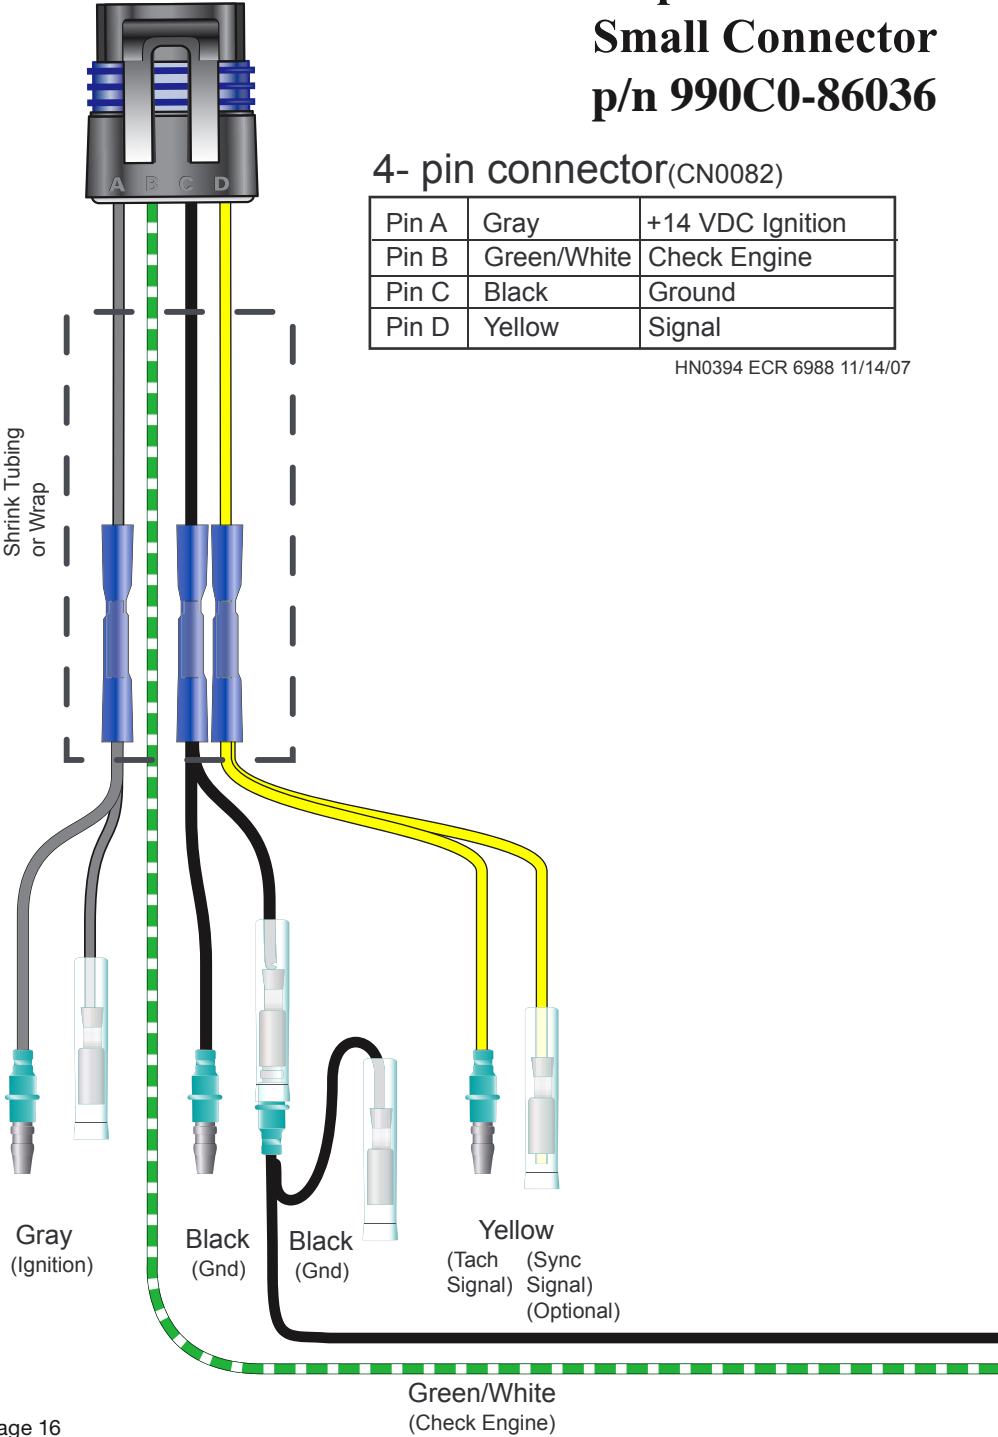 Small Connector
p/n 990C0-86036
4- pin connector(CN0082)
Pin A Gray +14 VDC Ignition
Pin B Green/White Check Engine
Pin C Black Ground
Pin D Yellow Signal
HN0394 ECR 6988 11/14/07
A B C D
Shrink Tubing
or Wrap
Gray
(Ignition)
Black
(Gnd)
Black
(Gnd)
Yellow
(Tach
Signal)
(Sync
Signal)
(Optional)
Green/White
(Check Engine)
age 16